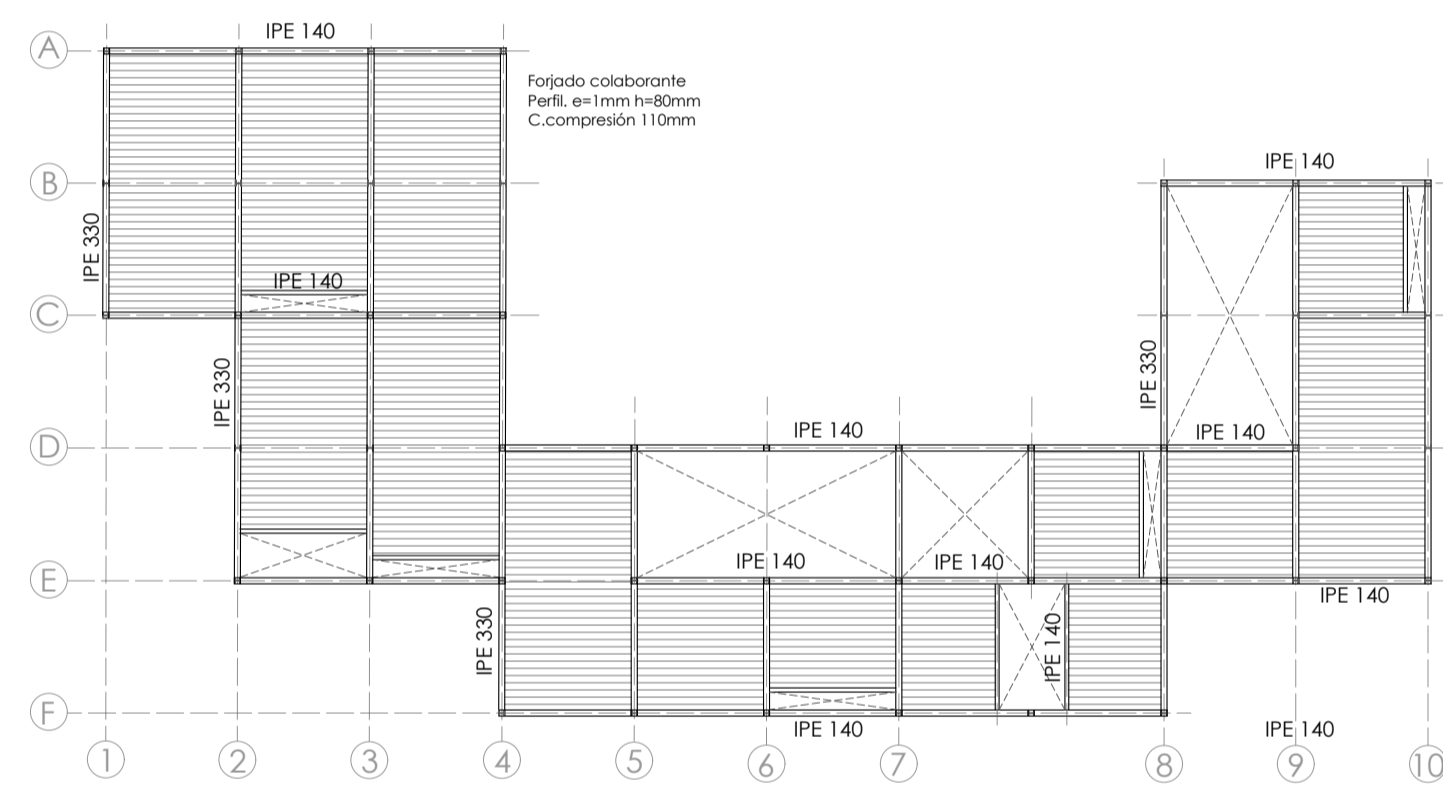 IPE 140
A
Forjado colaborante
Perfil. e=1mm h=80mm
C.compresión 110mm
IPE 140
B
IPE 330
IPE 140
C
IPE 330
IPE 330
IPE 140
IPE 140
D
IPE 140
IPE 140
E
IPE 140
IPE 330
IPE 140
F
IPE 140
IPE 140
1
2
3
4
5
6
7
8
9
10